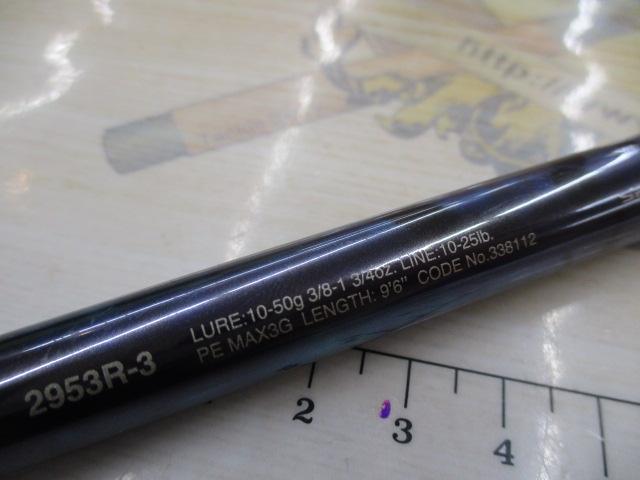 http://
LURE:10-50g 3/8-1 3/4oz. LINE:10-25lb.
PE MAX3G LENGTH: 9'6" CODE No.338112
2953R-3
2 3 4